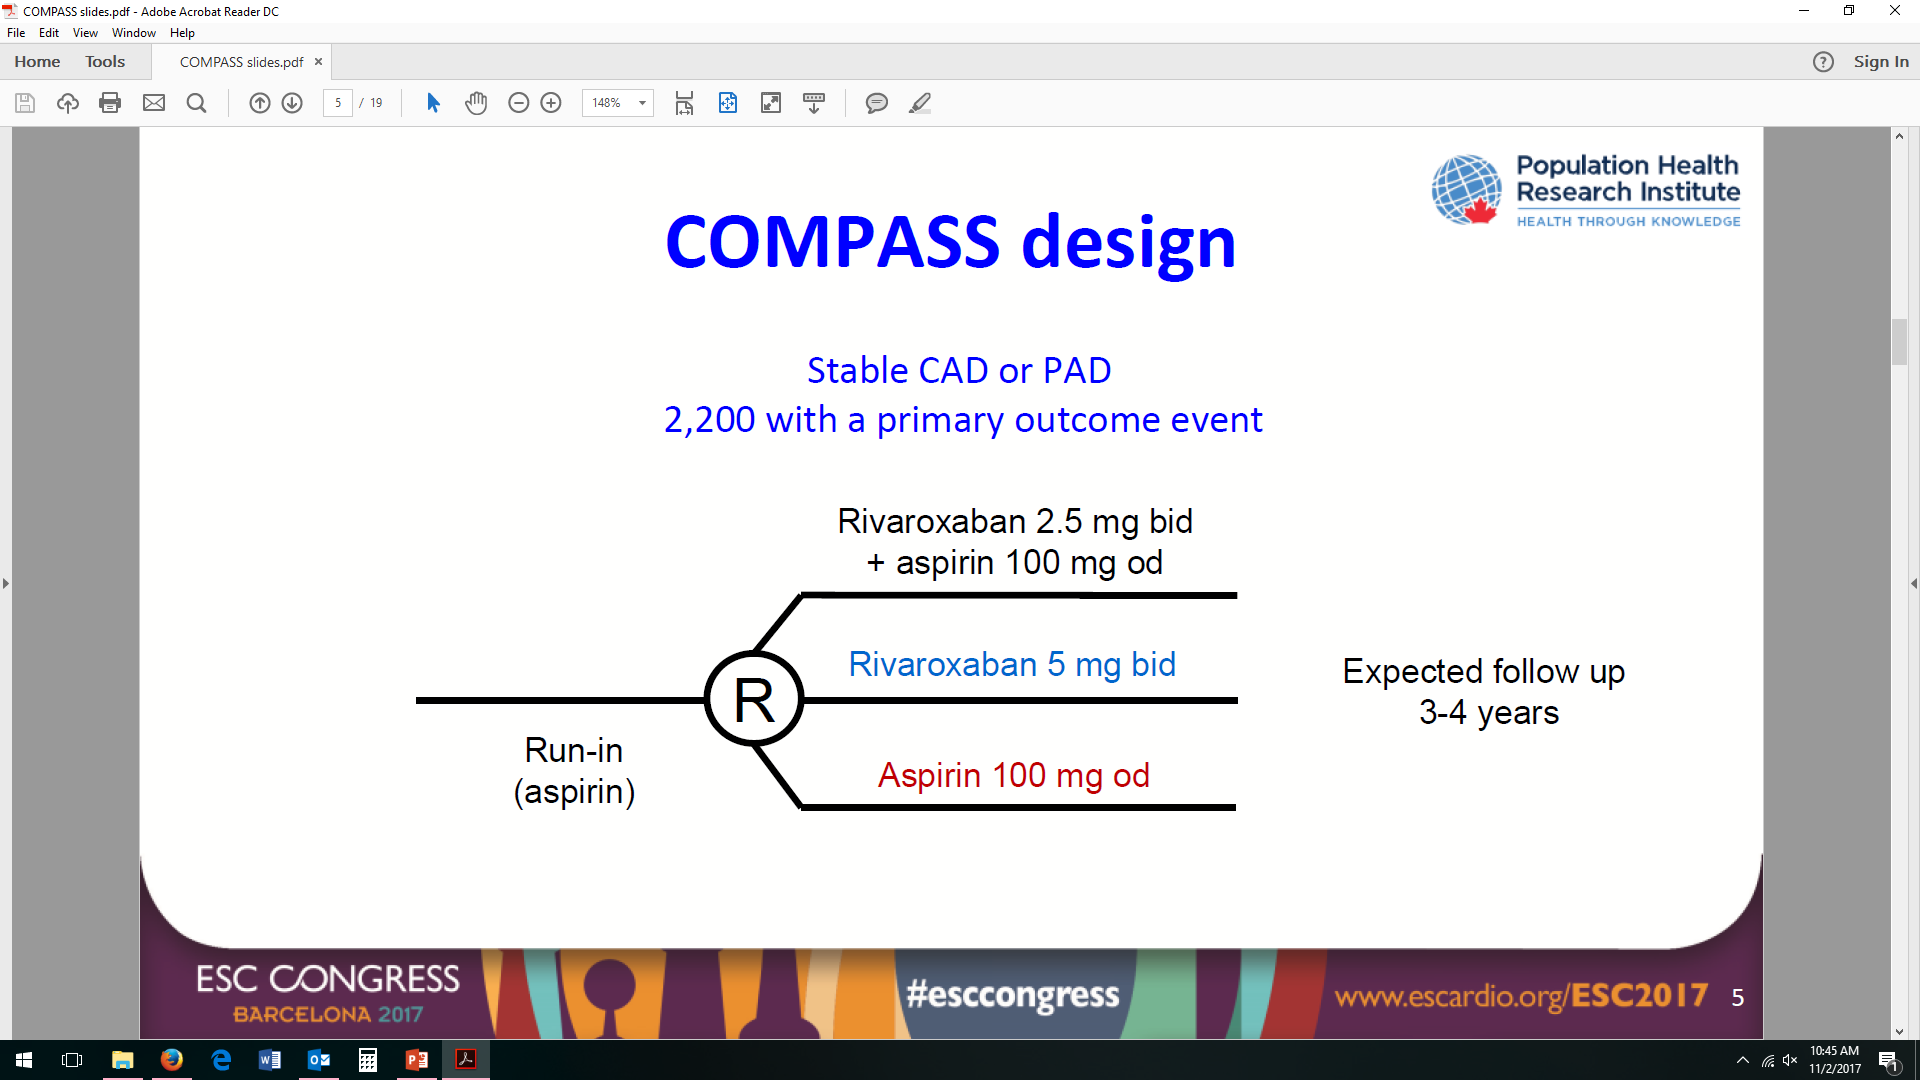 COMPASS slides.pdf - Adobe Acrobat Reader DC
File Edit View Window Help
Home Tools COMPASS slides.pdf × ? Sign In
5 / 19 148%
Population Health
Research Institute
HEALTH THROUGH KNOWLEDGE
COMPASS design
Stable CAD or PAD
2,200 with a primary outcome event
Rivaroxaban 2.5 mg bid
+ aspirin 100 mg od
Rivaroxaban 5 mg bid
R
Expected follow up
3-4 years
Run-in
(aspirin)
Aspirin 100 mg od
ESC CONGRESS
BARCELONA 2017
#esccongress
www.escardio.org/ESC2017 5
10:45 AM
11/2/2017
1